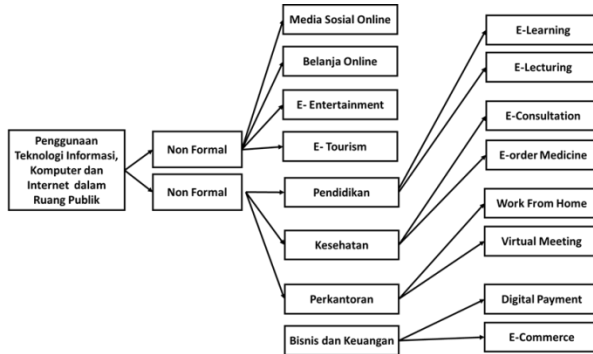 Penggunaan
Teknologi Informasi,
Komputer dan
Internet dalam
Ruang Publik
Non Formal
Non Formal
Media Sosial Online
Belanja Online
E- Entertainment
E- Tourism
Pendidikan
Kesehatan
Perkantoran
Bisnis dan Keuangan
E-Learning
E-Lecturing
E-Consultation
E-order Medicine
Work From Home
Virtual Meeting
Digital Payment
E-Commerce